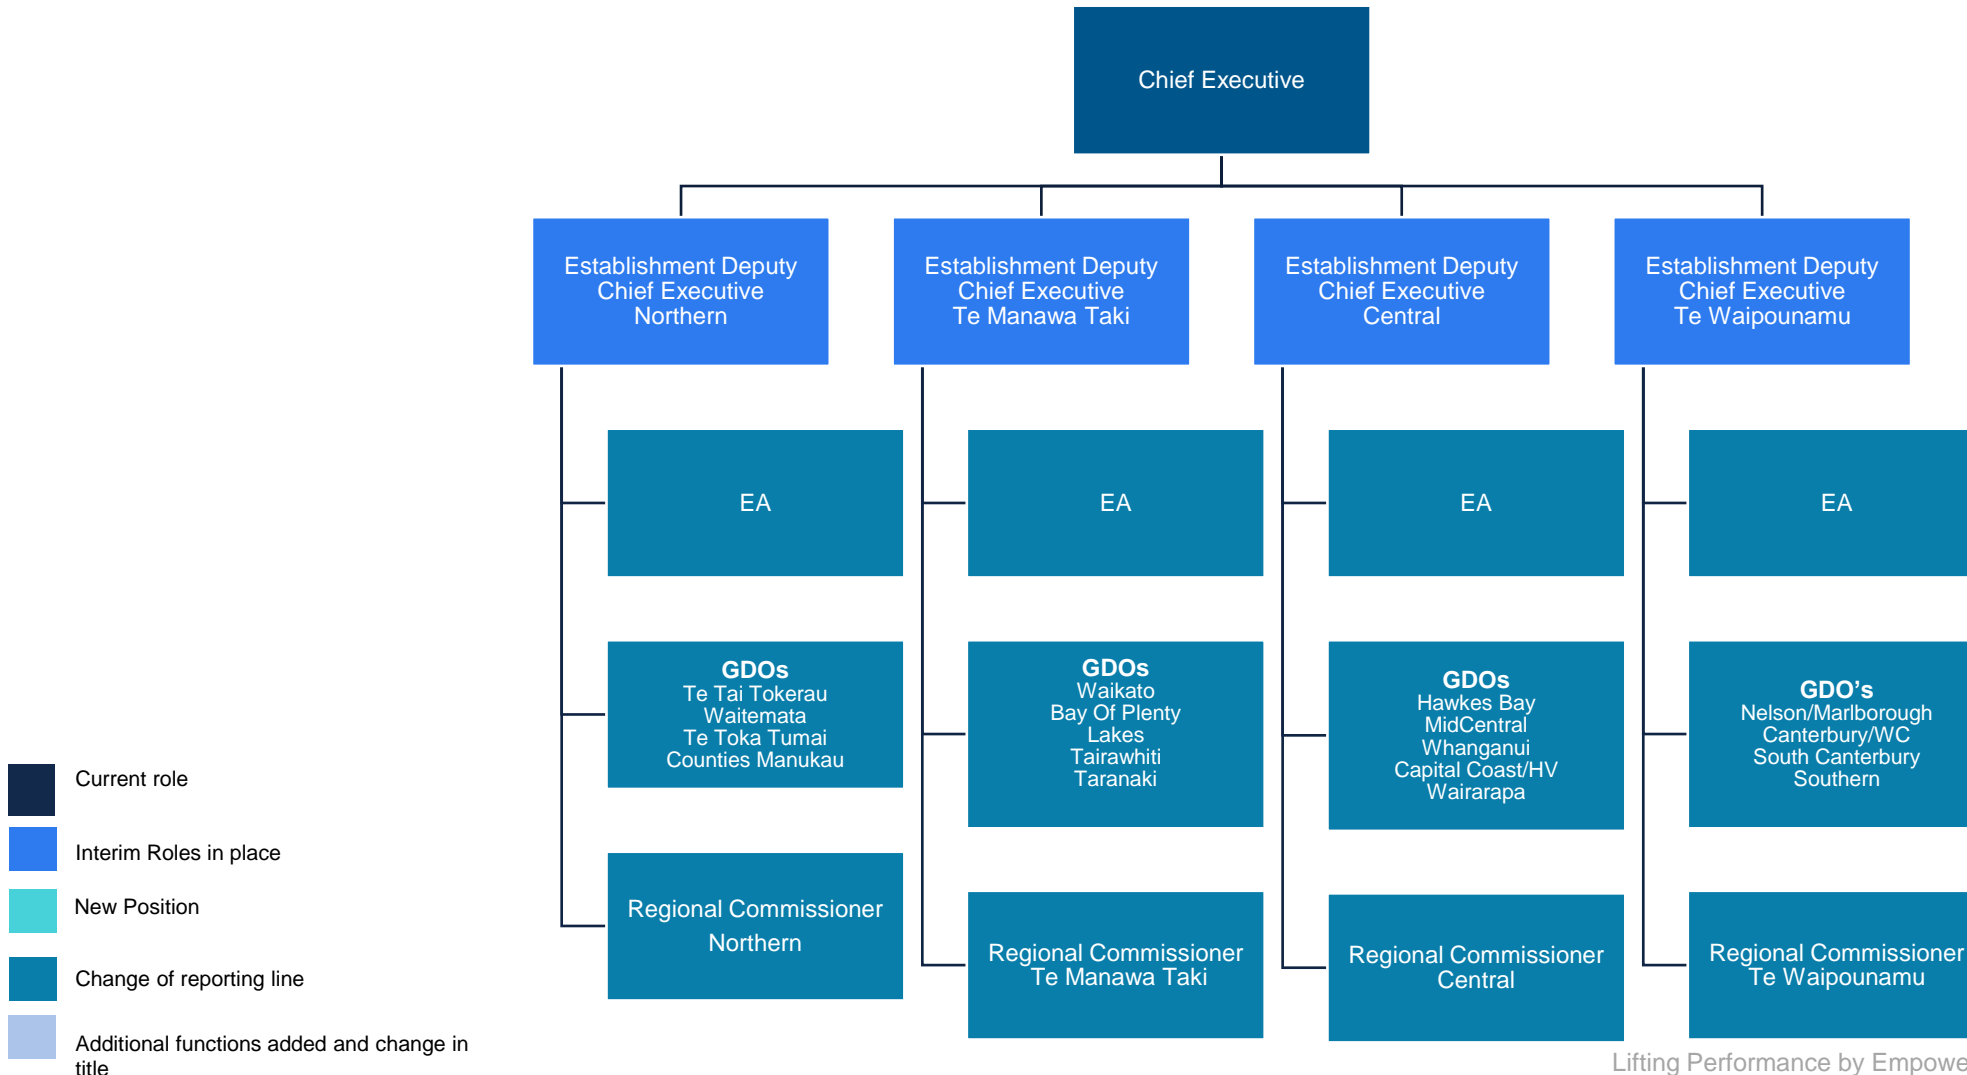 Chief Executive
Establishment Deputy
Chief Executive
Northern
Establishment Deputy
Chief Executive
Te Manawa Taki
Establishment Deputy
Chief Executive
Central
Establishment Deputy
Chief Executive
Te Waipounamu
EA
EA
EA
EA
GDOs
Te Tai Tokerau
Waitemata
Te Toka Tumai
Counties Manukau
GDOs
Waikato
Bay Of Plenty
Lakes
Tairawhiti
Taranaki
GDOs
Hawkes Bay
MidCentral
Whanganui
Capital Coast/HV
Wairarapa
GDO’s
Nelson/Marlborough
Canterbury/WC
South Canterbury
Southern
Regional Commissioner
Northern
Regional Commissioner
Te Manawa Taki
Regional Commissioner
Central
Regional Commissioner
Te Waipounamu
Current role
Interim Roles in place
New Position
Change of reporting line
Additional functions added and change in
title
Lifting Performance by Empowe